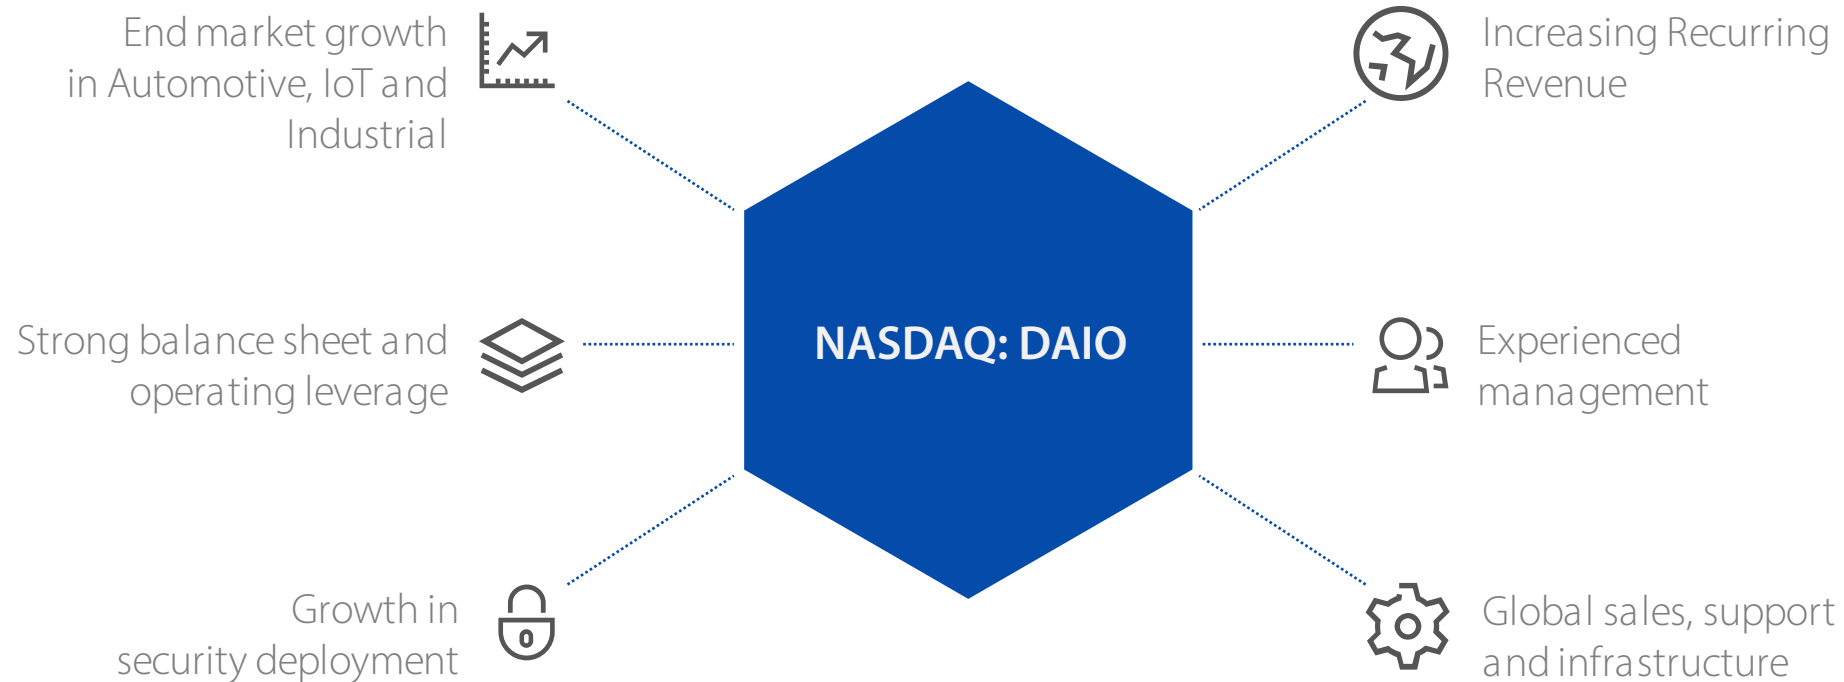 End market growth
in Automotive, IoT and
Industrial
Strong balance sheet and
operating leverage
Growth in
security deployment
NASDAQ: DAIO
Increasing Recurring
Revenue
Experienced
management
Global sales, support
and infrastructure